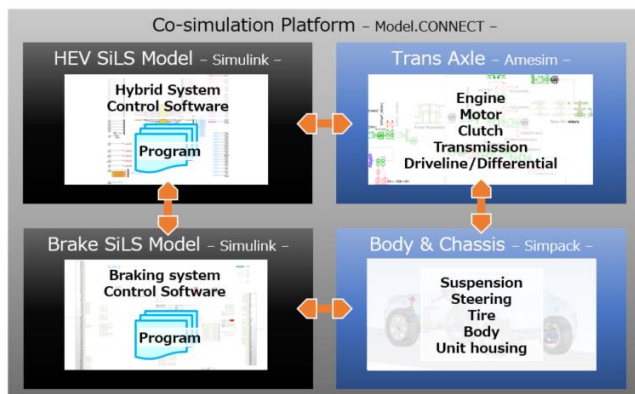 Co-simulation Platform – Model.CONNECT –
HEV SiLS Model – Simulink –
Hybrid System
Control Software
Program
Trans Axle – Amesim –
Engine
Motor
Clutch
Transmission
Driveline/Differential
Brake SiLS Model – Simulink –
Braking system
Control Software
Program
Body & Chassis – Simpack –
Suspension
Steering
Tire
Body
Unit housing